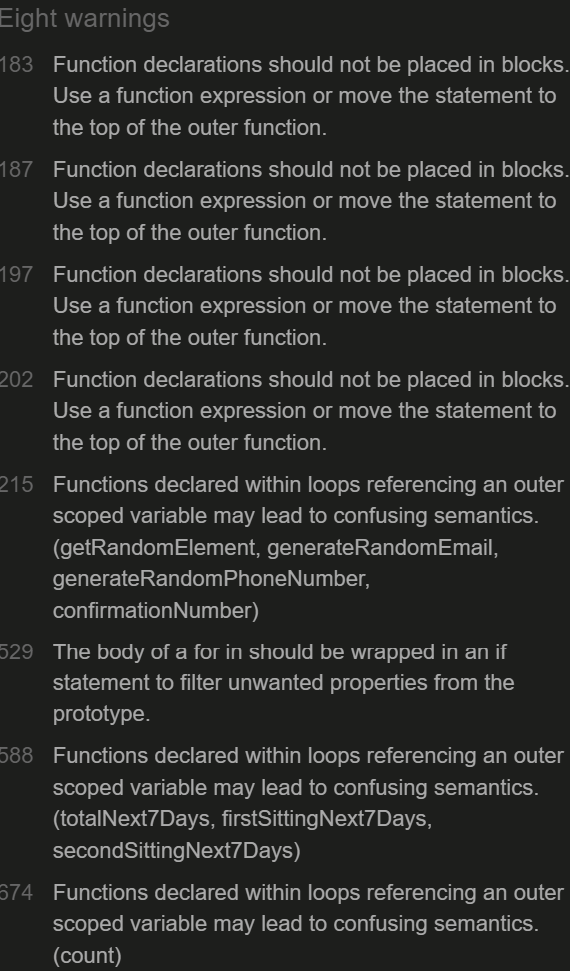 Eight warnings
183 Function declarations should not be placed in blocks.
Use a function expression or move the statement to
the top of the outer function.
187 Function declarations should not be placed in blocks.
Use a function expression or move the statement to
the top of the outer function.
197 Function declarations should not be placed in blocks.
Use a function expression or move the statement to
the top of the outer function.
202 Function declarations should not be placed in blocks.
Use a function expression or move the statement to
the top of the outer function.
215 Functions declared within loops referencing an outer
scoped variable may lead to confusing semantics.
(getRandomElement, generateRandomEmail,
generateRandomPhoneNumber,
confirmationNumber)
529 The body of a for in should be wrapped in an if
statement to filter unwanted properties from the
prototype.
588 Functions declared within loops referencing an outer
scoped variable may lead to confusing semantics.
(totalNext7Days, firstSittingNext7Days,
secondSittingNext7Days)
674 Functions declared within loops referencing an outer
scoped variable may lead to confusing semantics.
(count)